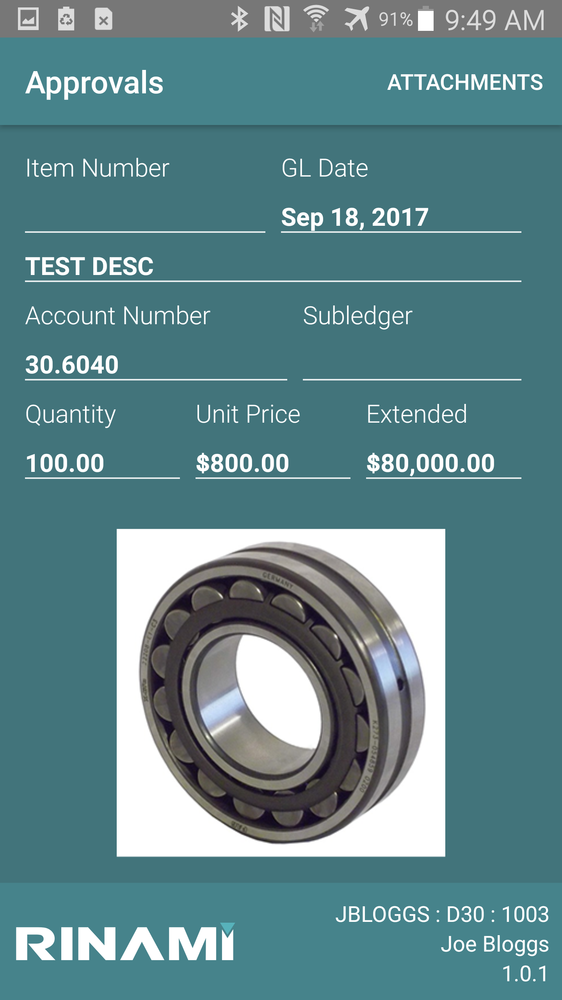 91% 9:49 AM
Approvals ATTACHMENTS
Item Number GL Date
Sep 18, 2017
TEST DESC
Account Number Subledger
30.6040
Quantity Unit Price Extended
100.00 $800.00 $80,000.00
GERMANY
RINAMI
JBLOGGS : D30 : 1003
Joe Bloggs
1.0.1